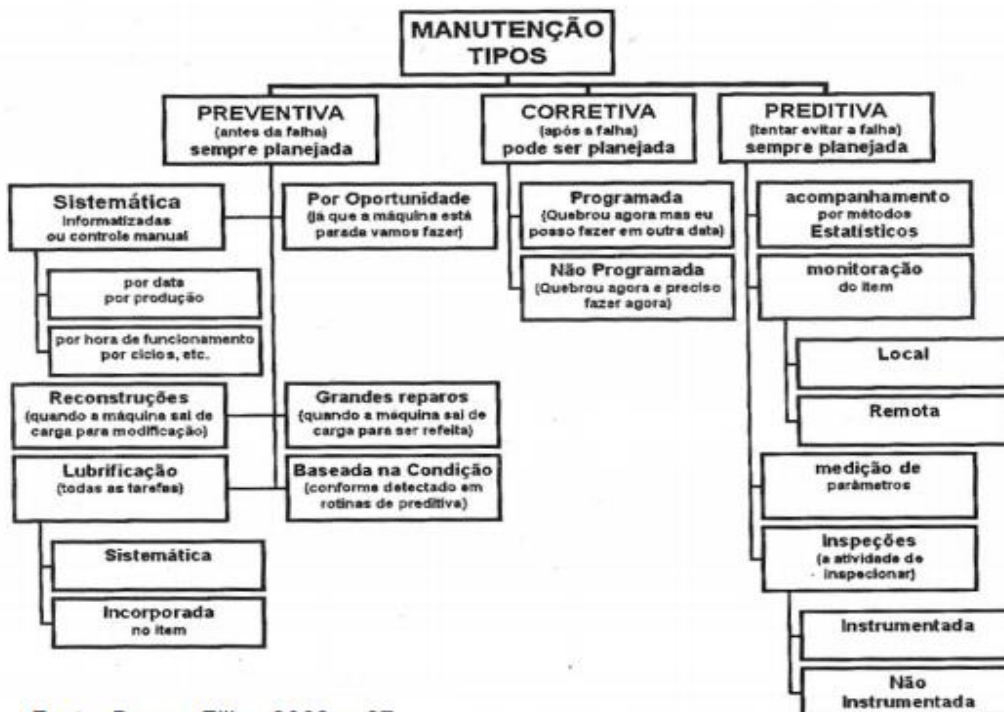 MANUTENÇÃO
TIPOS
PREVENTIVA
(antes da falha)
sempre planejada
CORRETIVA
(após a falha)
pode ser planejada
PREDITIVA
(tentar evitar a falha)
sempre planejada
Sistemática
Informatizadas
ou controle manual
Por Oportunidade
(já que a máquina está
parada vamos fazer)
Programada
(Quebrou agora mas eu
posso fazer em outra data)
acompanhamento
por métodos
Estatísticos
por data
por produção
Não Programada
(Quebrou agora e preciso
fazer agora)
monitoração
do item
por hora de funcionamento
por ciclos, etc.
Local
Reconstruções
(quando a máquina sai de
carga para modificação)
Grandes reparos
(quando a máquina sai de
carga para ser refeita)
Remota
Lubrificação
(todas as tarefas)
Baseada na Condição
(conforme detectado em
rotinas de preditiva)
medição de
parâmetros
Sistemática
Inspeções
(a atividade de
inspecionar)
Incorporada
no item
Instrumentada
Não
Instrumentada